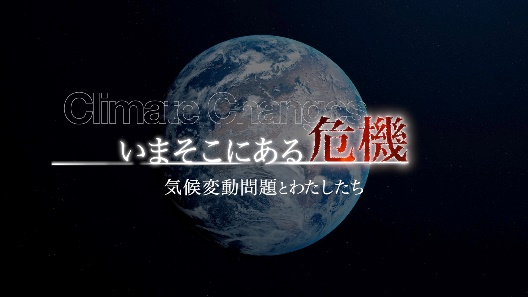 Climate Changes
いまそこにある危機
気候変動問題とわたしたち